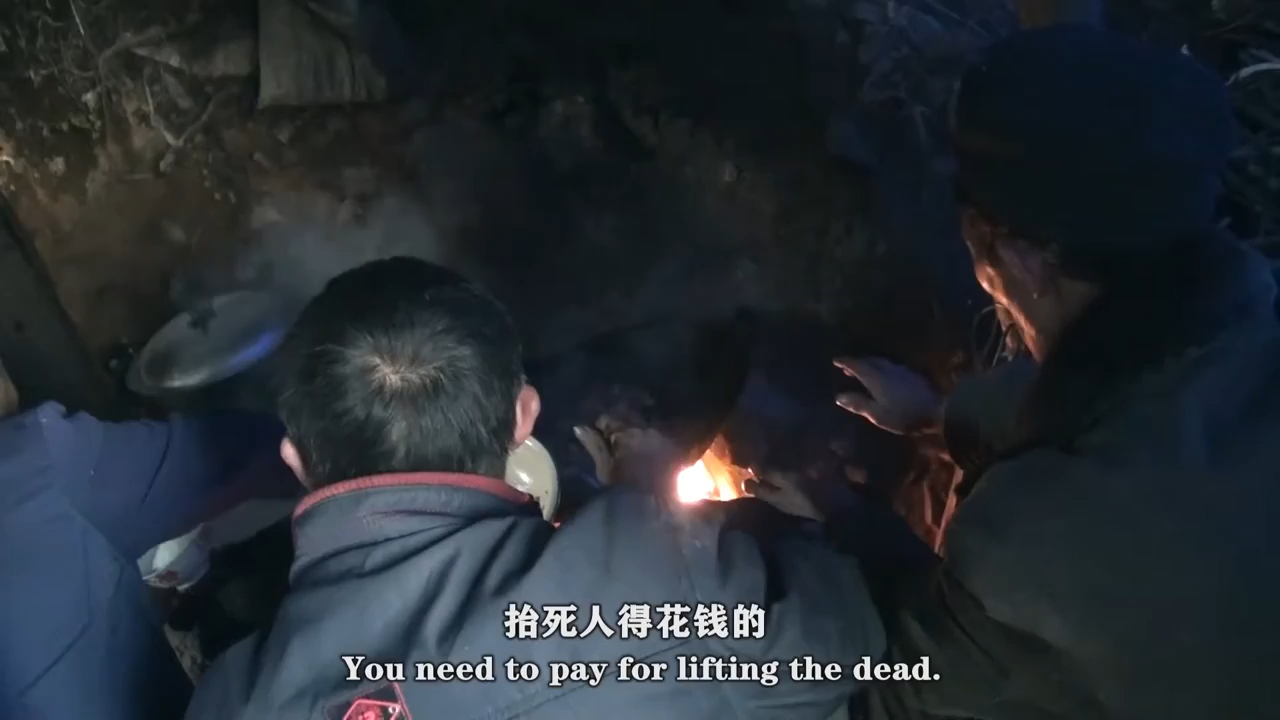 抬死人得花钱的
You need to pay for lifting the dead.